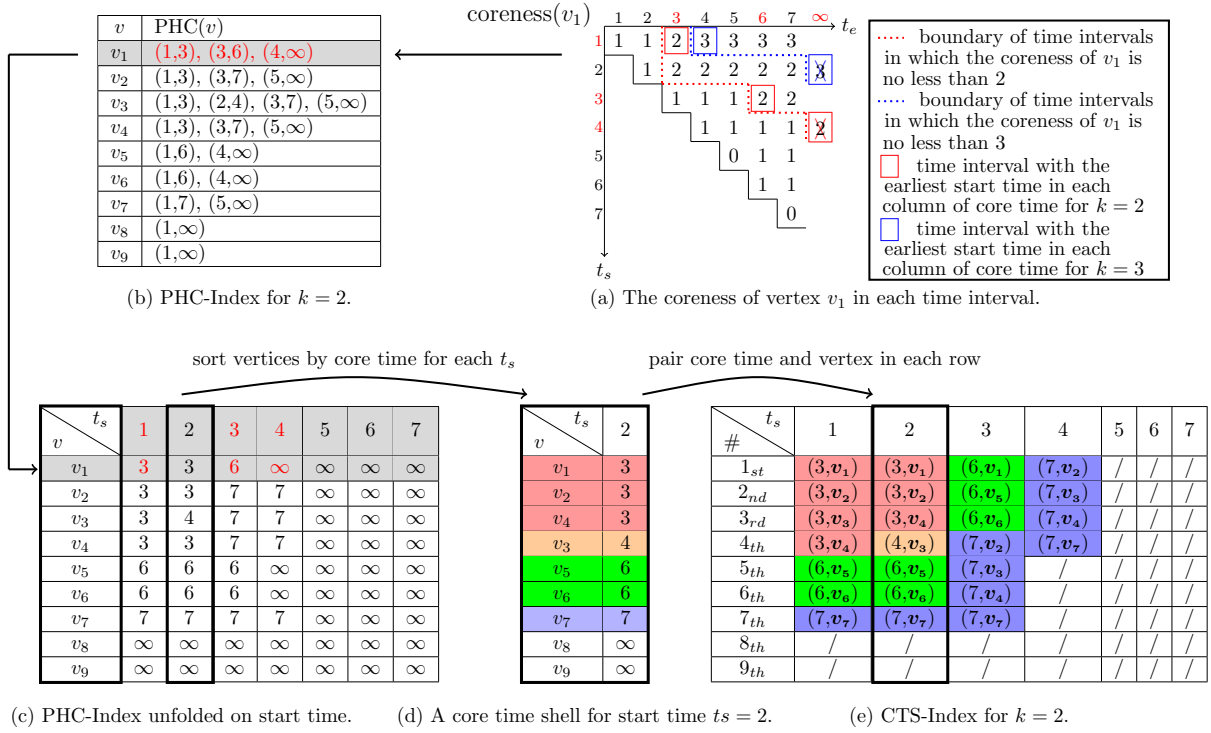 v PHC(v)
v₁ (1,3), (3,6), (4,∞)
v₂ (1,3), (3,7), (5,∞)
v₃ (1,3), (2,4), (3,7), (5,∞)
v₄ (1,3), (3,7), (5,∞)
v₅ (1,6), (4,∞)
v₆ (1,6), (4,∞)
v₇ (1,7), (5,∞)
v₈ (1,∞)
v₉ (1,∞)
(b) PHC-Index for k = 2.
coreness(v₁)
1 2 3 4 5 6 7 ∞ tₑ
1 1 1 2 3 3 3 3
2 1 2 2 2 2 2 3
3 1 1 1 2 2
4 1 1 1 1 2
5 0 1 1
6 1 1
7 0
tₛ
(a) The coreness of vertex v₁ in each time interval.
boundary of time intervals
in which the coreness of v₁ is
no less than 2
boundary of time intervals
in which the coreness of v₁ is
no less than 3
time interval with the
earliest start time in each
column of core time for k = 2
time interval with the
earliest start time in each
column of core time for k = 3
sort vertices by core time for each tₛ
pair core time and vertex in each row
v tₛ 1 2 3 4 5 6 7
v₁ 3 3 6 ∞ ∞ ∞ ∞
v₂ 3 3 7 7 ∞ ∞ ∞
v₃ 3 4 7 7 ∞ ∞ ∞
v₄ 3 3 7 7 ∞ ∞ ∞
v₅ 6 6 6 ∞ ∞ ∞ ∞
v₆ 6 6 6 ∞ ∞ ∞ ∞
v₇ 7 7 7 7 ∞ ∞ ∞
v₈ ∞ ∞ ∞ ∞ ∞ ∞ ∞
v₉ ∞ ∞ ∞ ∞ ∞ ∞ ∞
(c) PHC-Index unfolded on start time.
v tₛ 2
v₁ 3
v₂ 3
v₄ 3
v₃ 4
v₅ 6
v₆ 6
v₇ 7
v₈ ∞
v₉ ∞
(d) A core time shell for start time ts = 2.
# tₛ 1 2 3 4 5 6 7
1st (3,v₁) (3,v₁) (6,v₁) (7,v₂) / / /
2nd (3,v₂) (3,v₂) (6,v₅) (7,v₃) / / /
3rd (3,v₃) (3,v₄) (6,v₆) (7,v₄) / / /
4th (3,v₄) (4,v₃) (7,v₂) (7,v₇) / / /
5th (6,v₅) (6,v₅) (7,v₃) / / / /
6th (6,v₆) (6,v₆) (7,v₄) / / / /
7th (7,v₇) (7,v₇) (7,v₇) / / / /
8th / / / / / / /
9th / / / / / / /
(e) CTS-Index for k = 2.